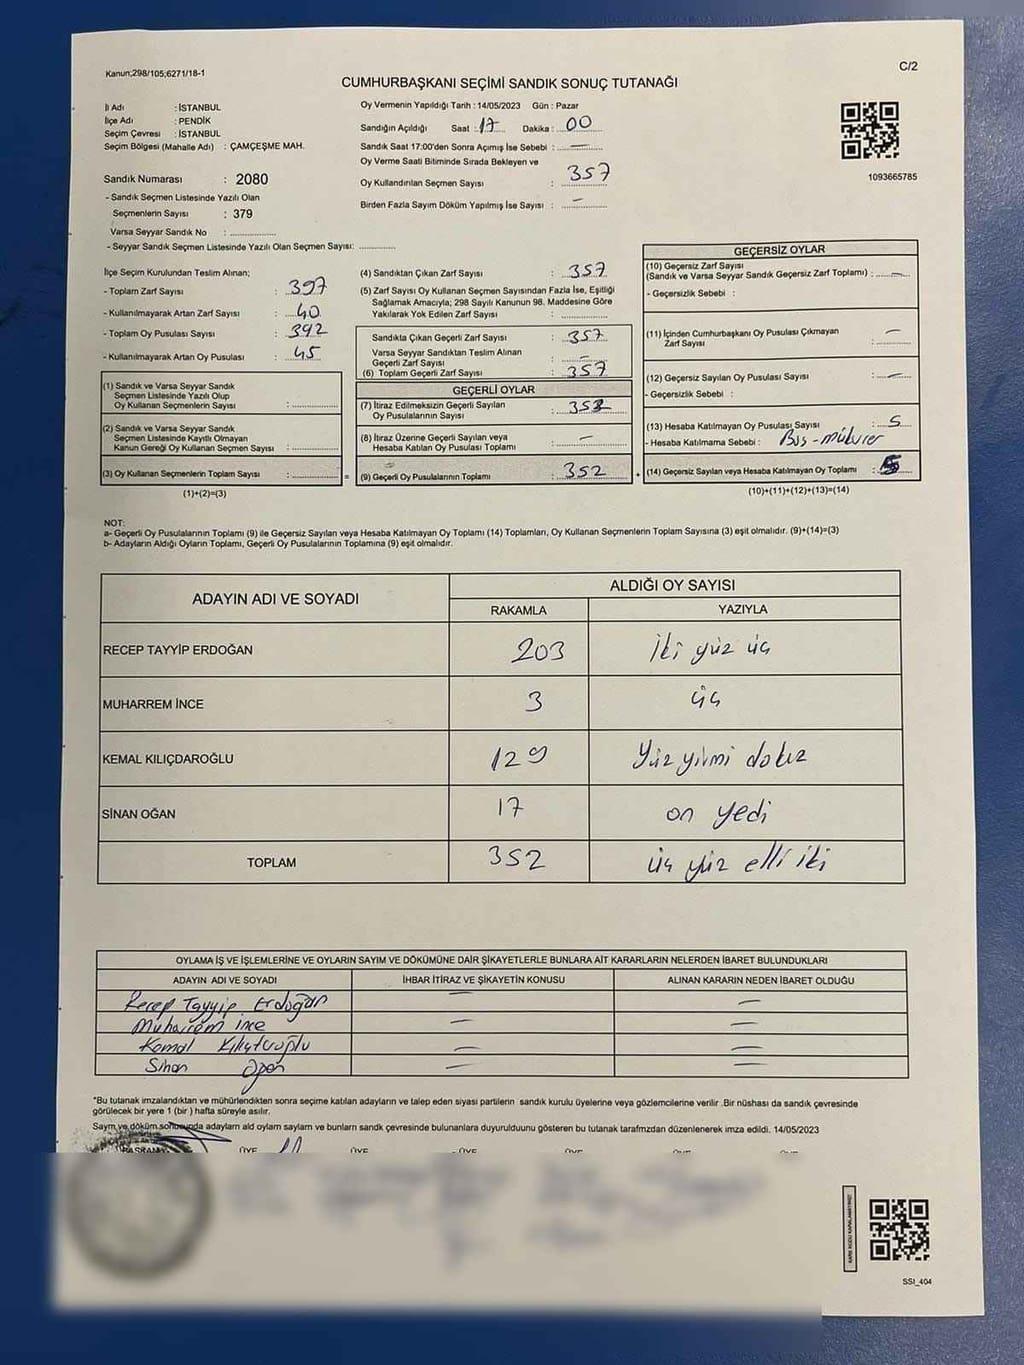 Kanun;298/105;6271/18-1
C/2
CUMHURBAŞKANI SEÇİMİ SANDIK SONUÇ TUTANAĞI
İl Adı : İSTANBUL
İlçe Adı : PENDİK
Seçim Çevresi : İSTANBUL
Seçim Bölgesi (Mahalle Adı) : ÇAMÇEŞME MAH.
Oy Vermenin Yapıldığı Tarih : 14/05/2023 Gün : Pazar
Sandığın Açıldığı Saat : 17 Dakika : 00
Sandık Saat 17:00'den Sonra Açımış İse Sebebi : —
Oy Verme Saati Bitiminde Sırada Bekleyen ve
Oy Kullandırılan Seçmen Sayısı : 357
Birden Fazla Sayım Döküm Yapılmış İse Sayısı : —
1093665785
Sandık Numarası : 2080
- Sandık Seçmen Listesinde Yazılı Olan
Seçmenlerin Sayısı : 379
Varsa Seyyar Sandık No :
- Seyyar Sandık Seçmen Listesinde Yazılı Olan Seçmen Sayısı:
İlçe Seçim Kurulundan Teslim Alınan;
- Toplam Zarf Sayısı : 397
- Kullanılmayarak Artan Zarf Sayısı : 40
- Toplam Oy Pusulası Sayısı : 392
- Kullanılmayarak Artan Oy Pusulası : 45
(1) Sandık ve Varsa Seyyar Sandık
Seçmen Listesinde Yazılı Olup
Oy Kullanan Seçmenlerin Sayısı :
(2) Sandık ve Varsa Seyyar Sandık
Seçmen Listesinde Kayıtlı Olmayan
Kanun Gereği Oy Kullanan Seçmen Sayısı :
(3) Oy Kullanan Seçmenlerin Toplam Sayısı :
(1)+(2)=(3)
(4) Sandıktan Çıkan Zarf Sayısı : 357
(5) Zarf Sayısı Oy Kullanan Seçmen Sayısından Fazla İse, Eşitliği
Sağlamak Amacıyla; 298 Sayılı Kanunun 98. Maddesine Göre
Yakılarak Yok Edilen Zarf Sayısı :
Sandıkta Çıkan Geçerli Zarf Sayısı : 357
Varsa Seyyar Sandıktan Teslim Alınan
Geçerli Zarf Sayısı : —
(6) Toplam Geçerli Zarf Sayısı : 357
GEÇERLİ OYLAR
(7) İtiraz Edilmeksizin Geçerli Sayılan
Oy Pusulalarının Sayısı : 352
(8) İtiraz Üzerine Geçerli Sayılan veya
Hesaba Katılan Oy Pusulası Toplamı : —
(9) Geçerli Oy Pusulalarının Toplamı : 352
GEÇERSİZ OYLAR
(10) Geçersiz Zarf Sayısı
(Sandık ve Varsa Seyyar Sandık Geçersiz Zarf Toplamı) : —
- Geçersizlik Sebebi :
(11) İçinden Cumhurbaşkanı Oy Pusulası Çıkmayan
Zarf Sayısı : —
(12) Geçersiz Sayılan Oy Pusulası Sayısı : —
- Geçersizlik Sebebi :
(13) Hesaba Katılmayan Oy Pusulası Sayısı : 5
- Hesaba Katılmama Sebebi :
(14) Geçersiz Sayılan veya Hesaba Katılmayan Oy Toplamı : 5
(10)+(11)+(12)+(13)=(14)
NOT:
a- Geçerli Oy Pusulalarının Toplamı (9) ile Geçersiz Sayılan veya Hesaba Katılmayan Oy Toplamı (14) Toplamları, Oy Kullanan Seçmenlerin Toplam Sayısına (3) eşit olmalıdır. (9)+(14)=(3)
b- Adayların Aldığı Oyların Toplamı, Geçerli Oy Pusulalarının Toplamına (9) eşit olmalıdır.
ADAYIN ADI VE SOYADI
ALDIĞI OY SAYISI
RAKAMLA YAZIYLA
RECEP TAYYİP ERDOĞAN 203 İki yüz üç
MUHARREM İNCE 3 üç
KEMAL KILIÇDAROĞLU 129 Yüz yirmi dokuz
SİNAN OĞAN 17 on yedi
TOPLAM 352 üç yüz elli iki
OYLAMA İŞ VE İŞLEMLERİNE VE OYLARIN SAYIM VE DÖKÜMÜNE DAİR ŞİKAYETLERLE BUNLARA AİT KARARLARIN NELERDEN İBARET BULUNDUKLARI
ADAYIN ADI VE SOYADI İHBAR İTİRAZ VE ŞİKAYETİN KONUSU ALINAN KARARIN NEDEN İBARET OLDUĞU
Recep Tayyip Erdoğan — —
Muharrem ince — —
Kemal — —
Sinan — —
*Bu tutanak imzalandıktan ve mühürlendikten sonra seçime katılan adayların ve talep eden siyasi partilerin sandık kurulu üyelerine veya gözlemcilerine verilir .Bir nüshası da sandık çevresinde
görülecek bir yere 1 (bir ) hafta süreyle asılır.
Sayım ve döküm sonucunda adayların ald oyların saylam ve bunların sandık çevresinde bulunanlara duyurulduunu gösteren bu tutanak tarafmzdan düzenlenerek imza edildi. 14/05/2023
BAŞKAN ÜYE ÜYE ÜYE ÜYE ÜYE ÜYE
SSI_404